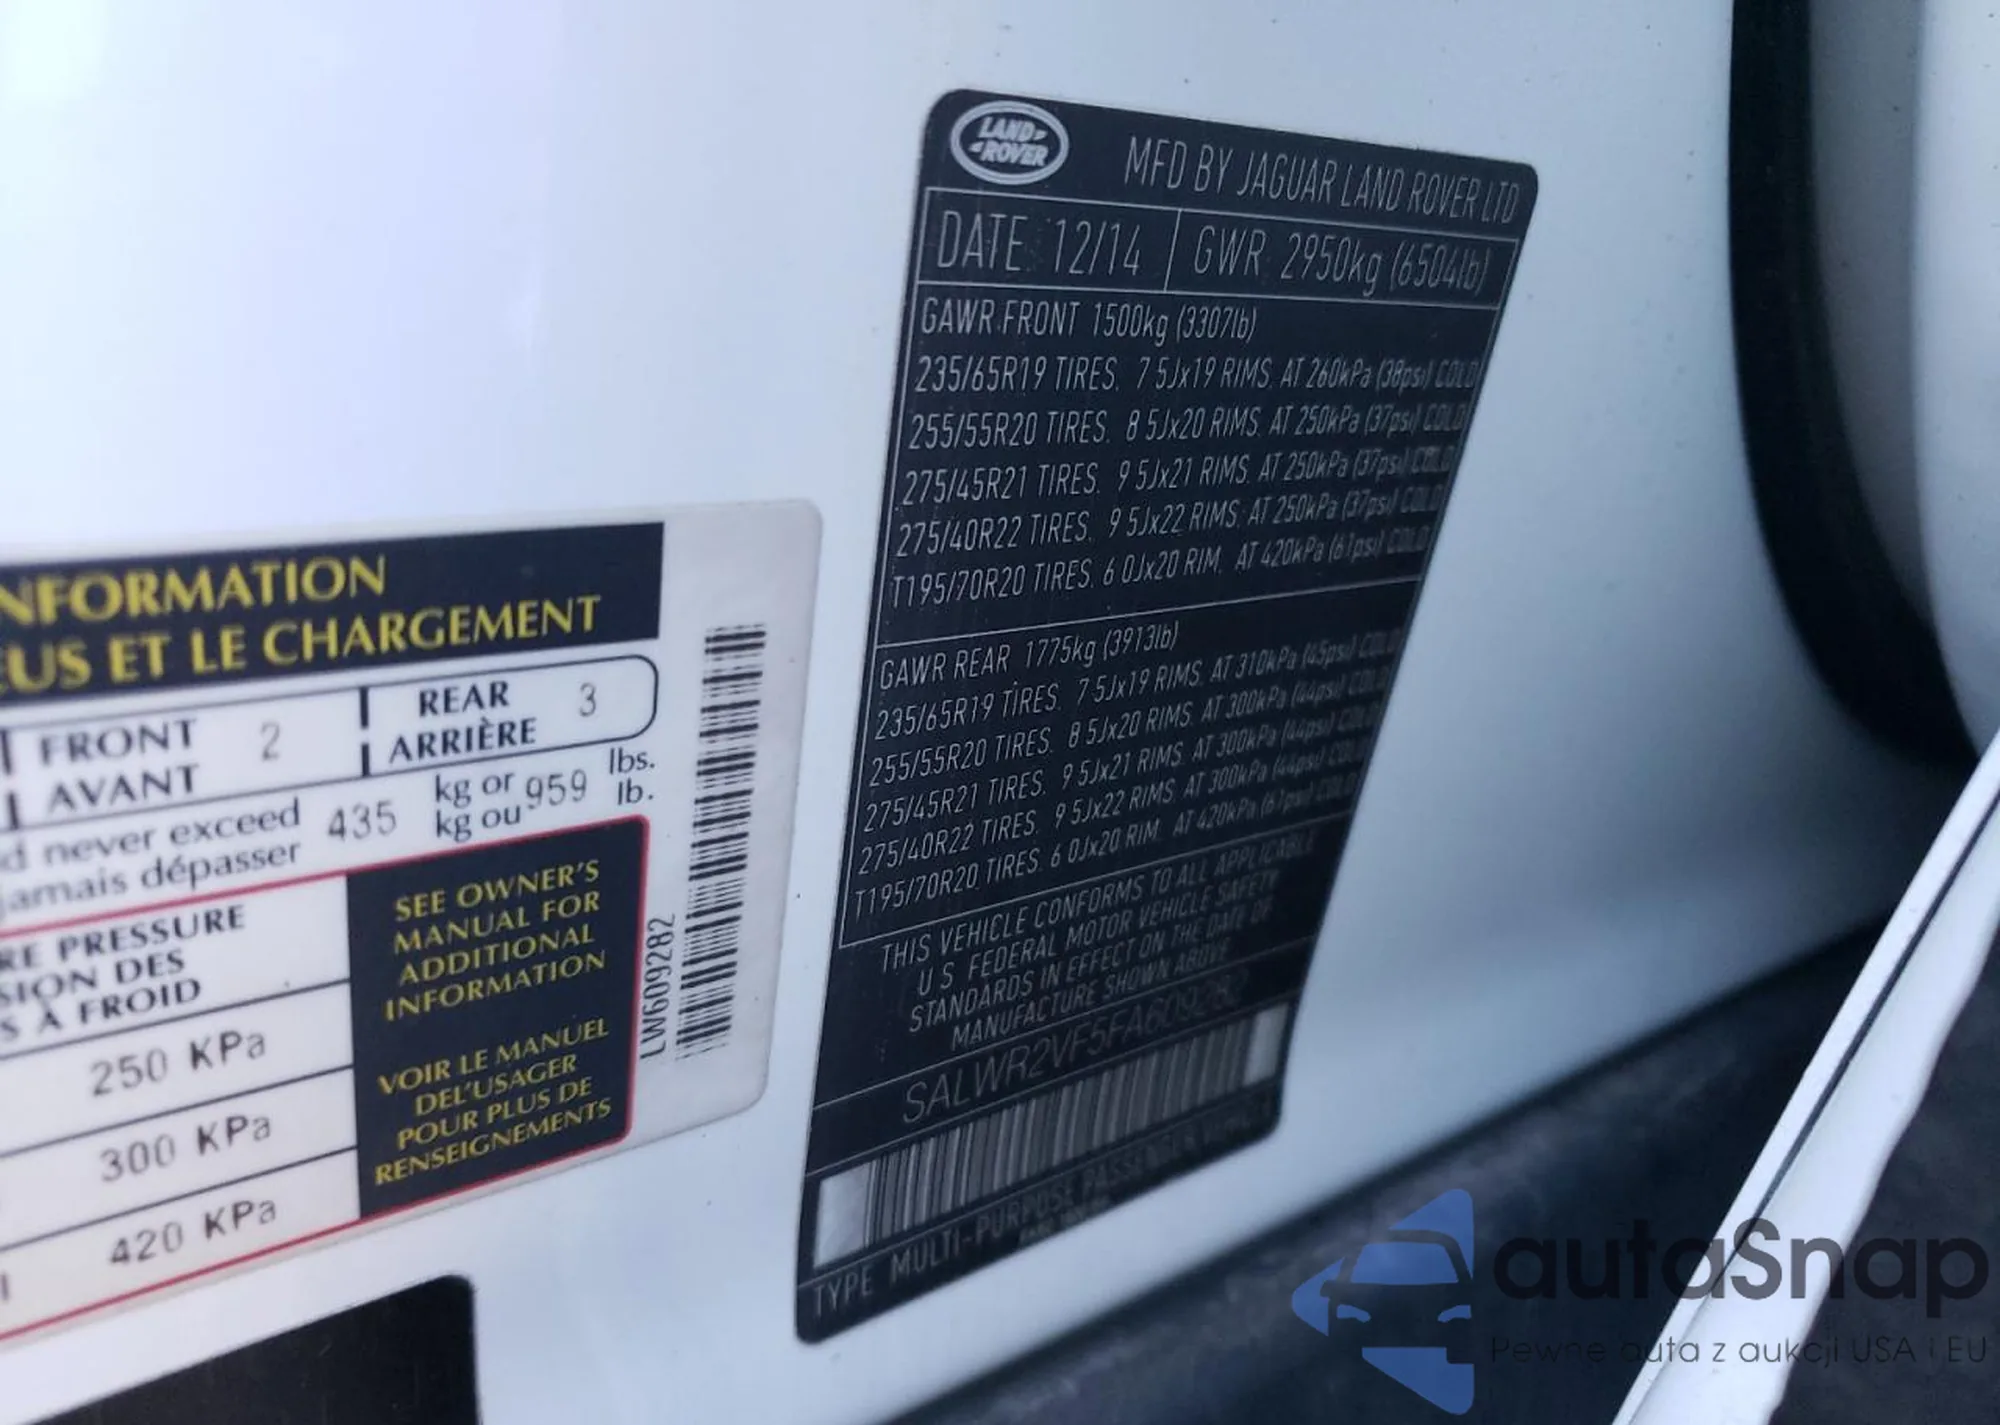 NFORMATION
EUS ET LE CHARGEMENT
FRONT 2 REAR 3
AVANT ARRIÈRE
d never exceed 435 kg or 959 lbs.
jamais dépasser kg ou lb.
RE PRESSURE
SION DES
S À FROID
250 KPa
300 KPa
420 KPa
SEE OWNER'S
MANUAL FOR
ADDITIONAL
INFORMATION
VOIR LE MANUEL
DEL'USAGER
POUR PLUS DE
RENSEIGNEMENTS
LW609282
LAND
ROVER
MFD BY JAGUAR LAND ROVER LTD
DATE 12/14 GWR 2950kg (6504lb)
GAWR FRONT 1500kg (3307lb)
235/65R19 TIRES. 7.5Jx19 RIMS. AT 260kPa (38psi) COLD
255/55R20 TIRES. 8.5Jx20 RIMS. AT 250kPa (37psi) COLD
275/45R21 TIRES. 9.5Jx21 RIMS. AT 250kPa (37psi) COLD
275/40R22 TIRES. 9.5Jx22 RIMS. AT 250kPa (37psi) COLD
T195/70R20 TIRES. 6.0Jx20 RIM. AT 420kPa (61psi) COLD
GAWR REAR 1775kg (3913lb)
235/65R19 TIRES. 7.5Jx19 RIMS. AT 310kPa (45psi) COLD
255/55R20 TIRES. 8.5Jx20 RIMS. AT 300kPa (44psi) COLD
275/45R21 TIRES. 9.5Jx21 RIMS. AT 300kPa (44psi) COLD
275/40R22 TIRES. 9.5Jx22 RIMS. AT 300kPa (44psi) COLD
T195/70R20 TIRES. 6.0Jx20 RIM. AT 420kPa (61psi) COLD
THIS VEHICLE CONFORMS TO ALL APPLICABLE
U.S. FEDERAL MOTOR VEHICLE SAFETY
STANDARDS IN EFFECT ON THE DATE OF
MANUFACTURE SHOWN ABOVE
SALWR2VF5FA609282
TYPE MULTI-PURPOSE PASSENGER VEHICLE
autaSnap
Pewne auta z aukcji USA i EU